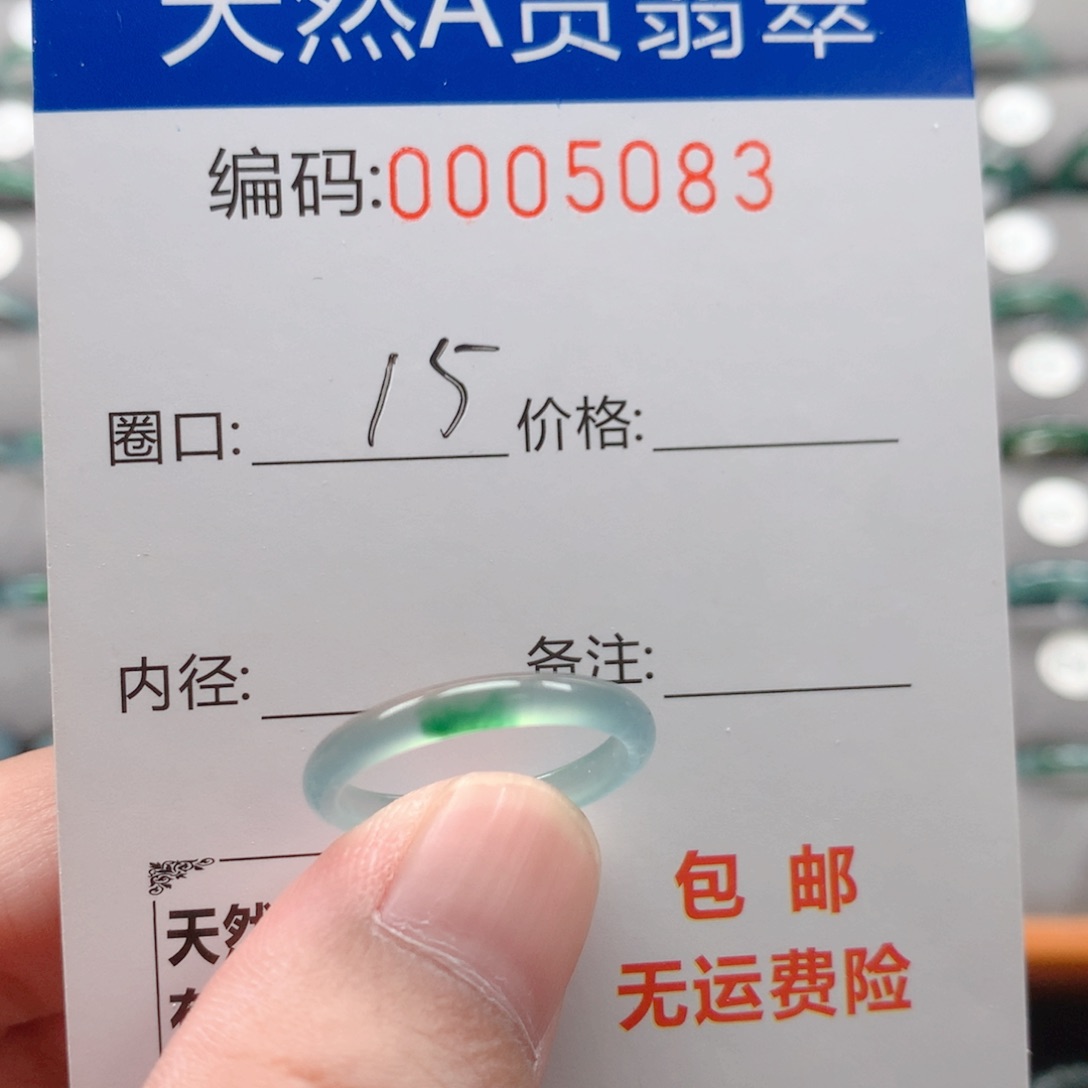 天然A货翡翠
编码:0005083
圈口: 15 价格:
内径: 备注:
天然
包 邮
无运费险